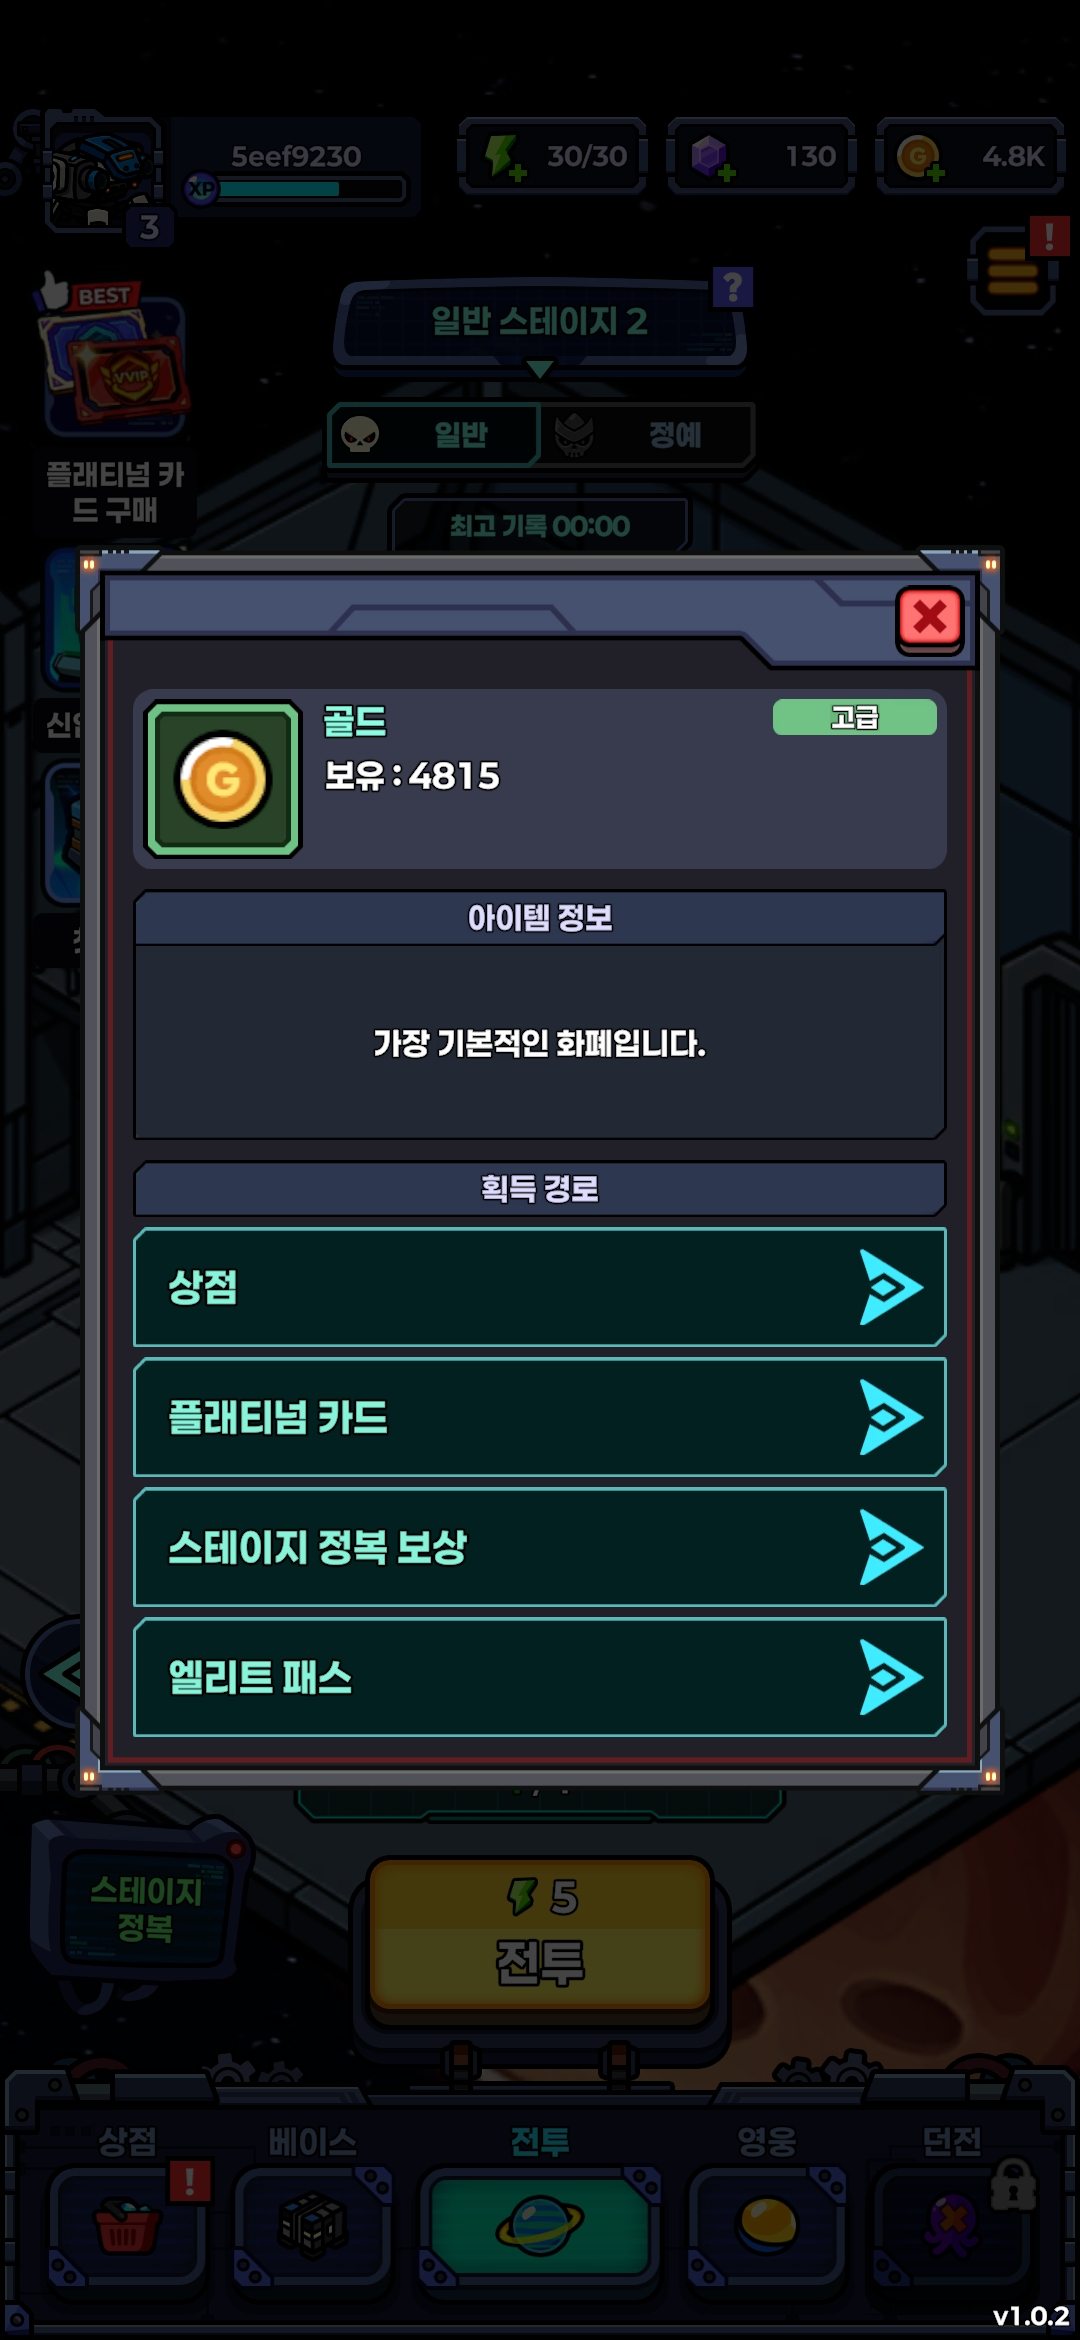 5eef9230
XP
3
30/30
130
G
4.8K
!
BEST
VVIP
플래티넘 카
드 구매
?
일반 스테이지 2
일반
정예
최고 기록 00:00
G
골드
고급
보유 : 4815
아이템 정보
가장 기본적인 화폐입니다.
획득 경로
상점
플래티넘 카드
스테이지 정복 보상
엘리트 패스
스테이지
정복
5
전투
상점
!
베이스
전투
영웅
던전
v1.0.2